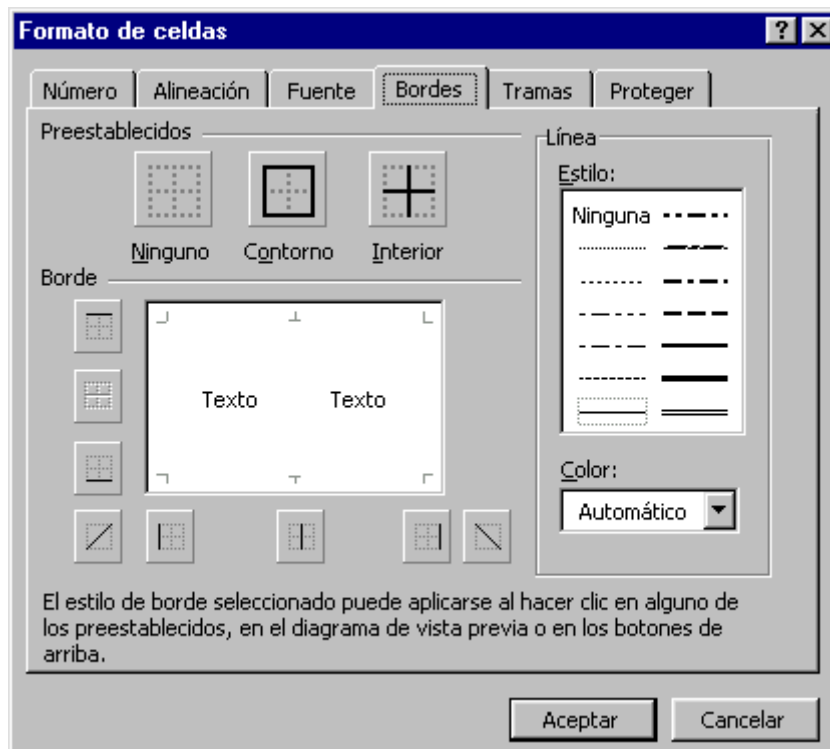 Formato de celdas
Número Alineación Fuente Bordes Tramas Proteger
Preestablecidos
Ninguno Contorno Interior
Borde
Texto Texto
Línea
Estilo:
Ninguna
Color:
Automático
El estilo de borde seleccionado puede aplicarse al hacer clic en alguno de
los preestablecidos, en el diagrama de vista previa o en los botones de
arriba.
Aceptar Cancelar